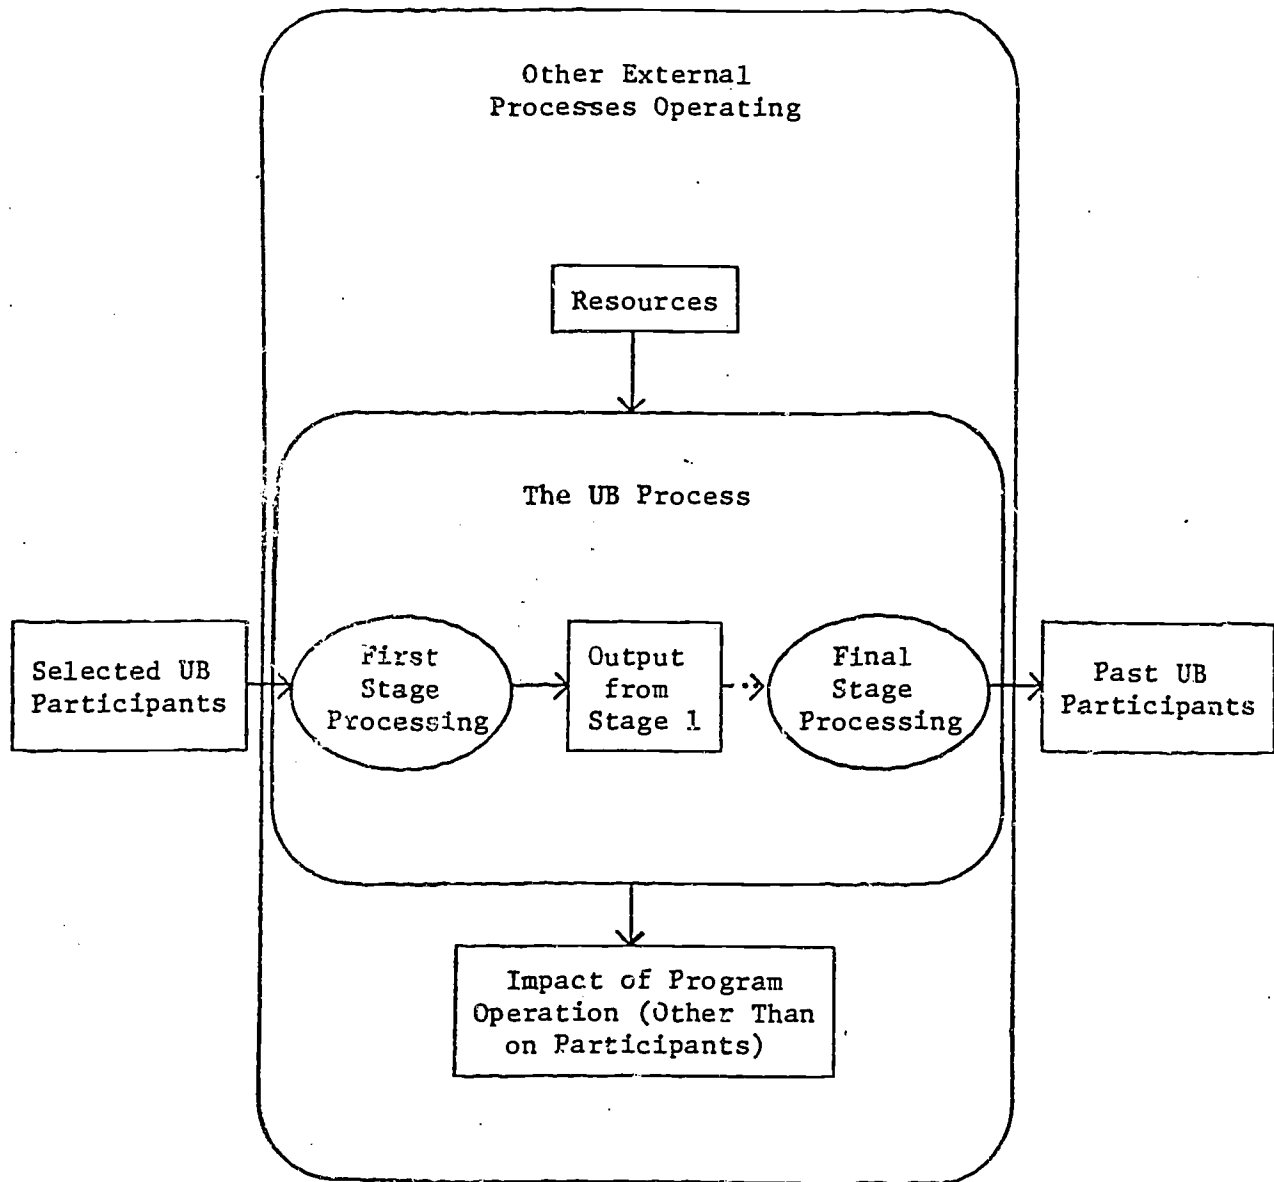 Other External
Processes Operating
Resources
The UB Process
Selected UB
Participants
First
Stage
Processing
Output
from
Stage 1
Final
Stage
Processing
Past UB
Participants
Impact of Program
Operation (Other Than
on Participants)